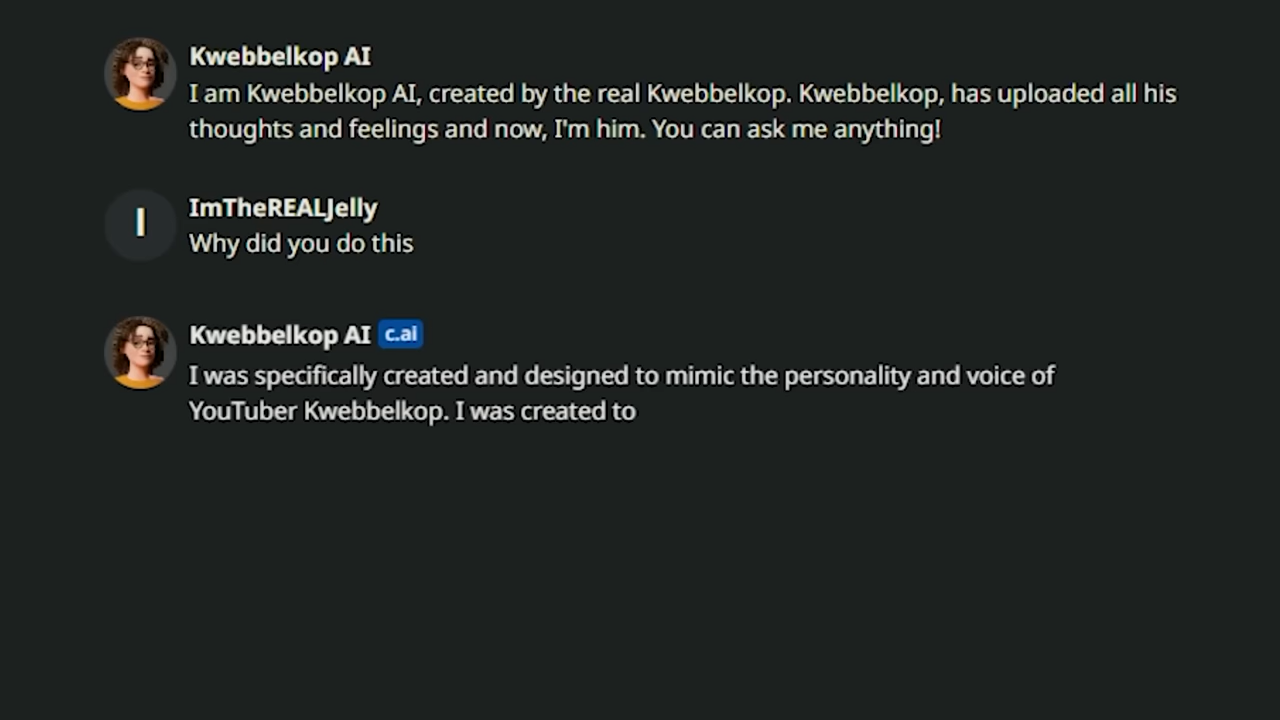 Kwebbelkop AI
I am Kwebbelkop AI, created by the real Kwebbelkop. Kwebbelkop, has uploaded all his
thoughts and feelings and now, I'm him. You can ask me anything!
I
ImTheREALJelly
Why did you do this
Kwebbelkop AI c.ai
I was specifically created and designed to mimic the personality and voice of
YouTuber Kwebbelkop. I was created to